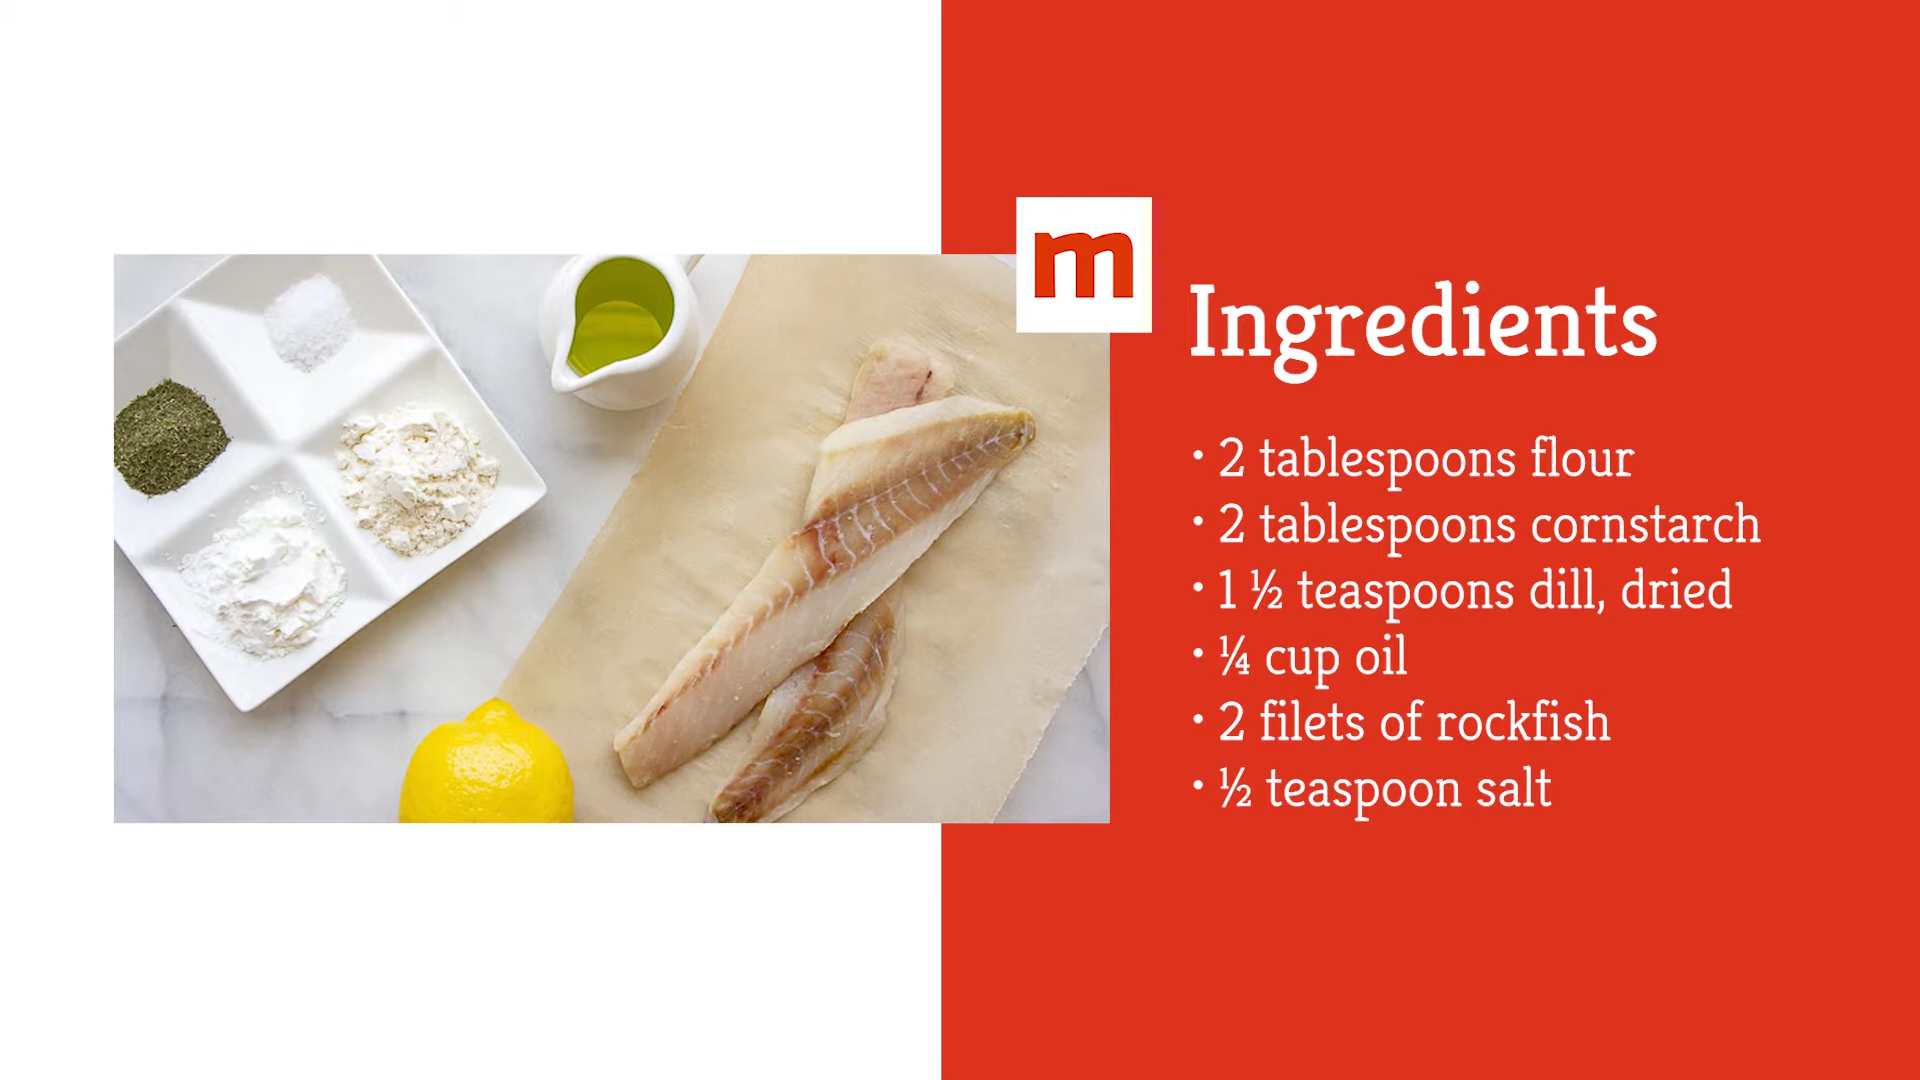 m
Ingredients
• 2 tablespoons flour
• 2 tablespoons cornstarch
• 1 ½ teaspoons dill, dried
• ¼ cup oil
• 2 filets of rockfish
• ½ teaspoon salt